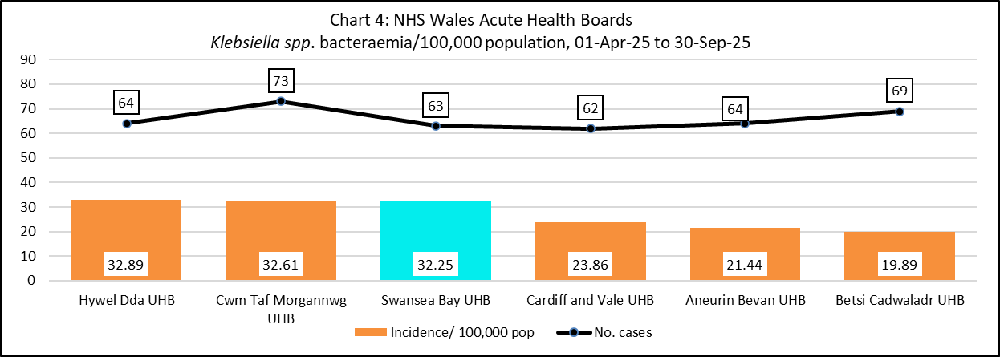 Chart 4: NHS Wales Acute Health Boards
Klebsiella spp. bacteraemia/100,000 population, 01-Apr-25 to 30-Sep-25
90
80
70
60
50
40
30
20
10
0
64
73
63
62
64
69
32.89
32.61
32.25
23.86
21.44
19.89
Hywel Dda UHB
Cwm Taf Morgannwg
UHB
Swansea Bay UHB
Cardiff and Vale UHB
Aneurin Bevan UHB
Betsi Cadwaladr UHB
Incidence/ 100,000 pop
No. cases